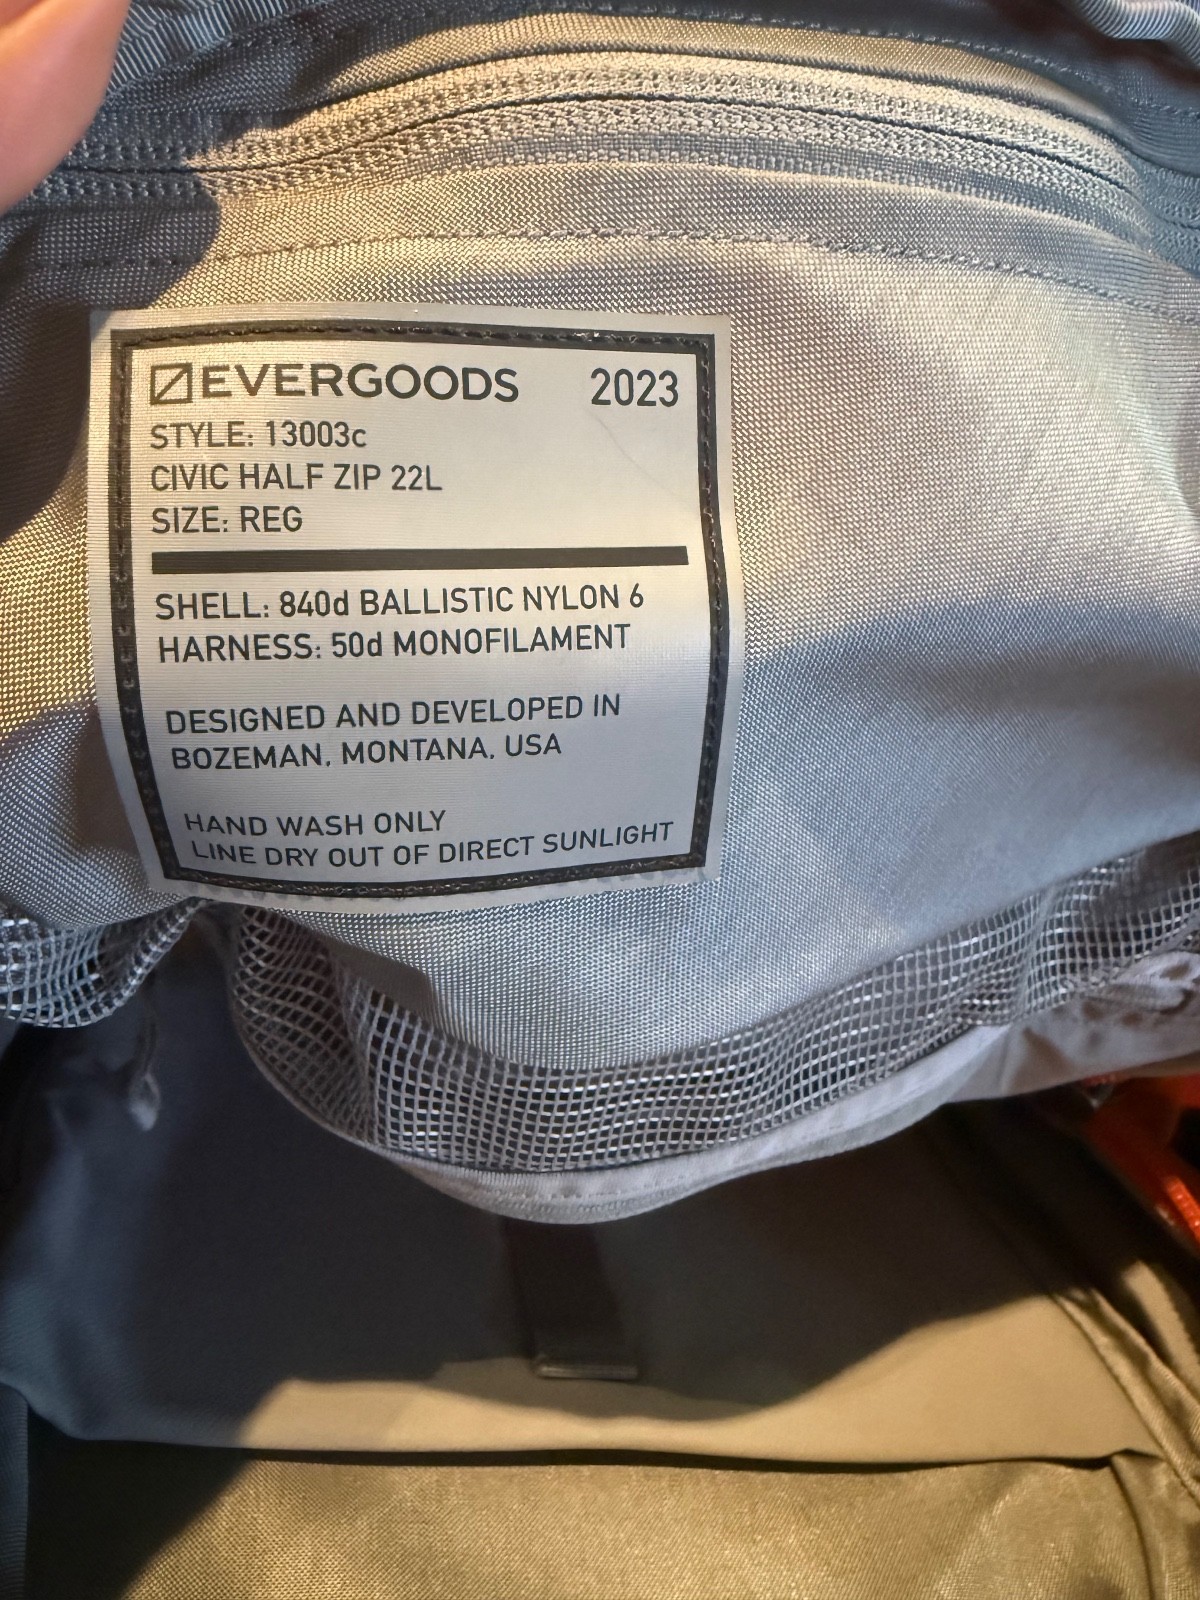 EVERGOODS 2023
STYLE: 13003c
CIVIC HALF ZIP 22L
SIZE: REG
SHELL: 840d BALLISTIC NYLON 6
HARNESS: 50d MONOFILAMENT
DESIGNED AND DEVELOPED IN
BOZEMAN, MONTANA, USA
HAND WASH ONLY
LINE DRY OUT OF DIRECT SUNLIGHT